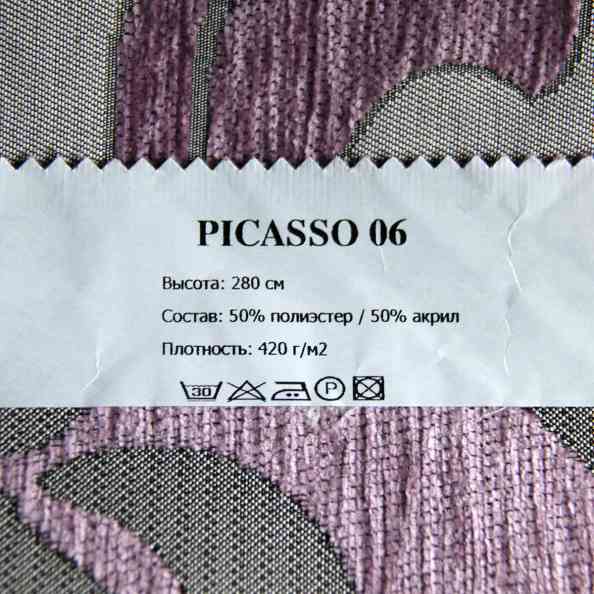 PICASSO 06
Высота: 280 см
Состав: 50% полиэстер / 50% акрил
Плотность: 420 г/м2
30 P